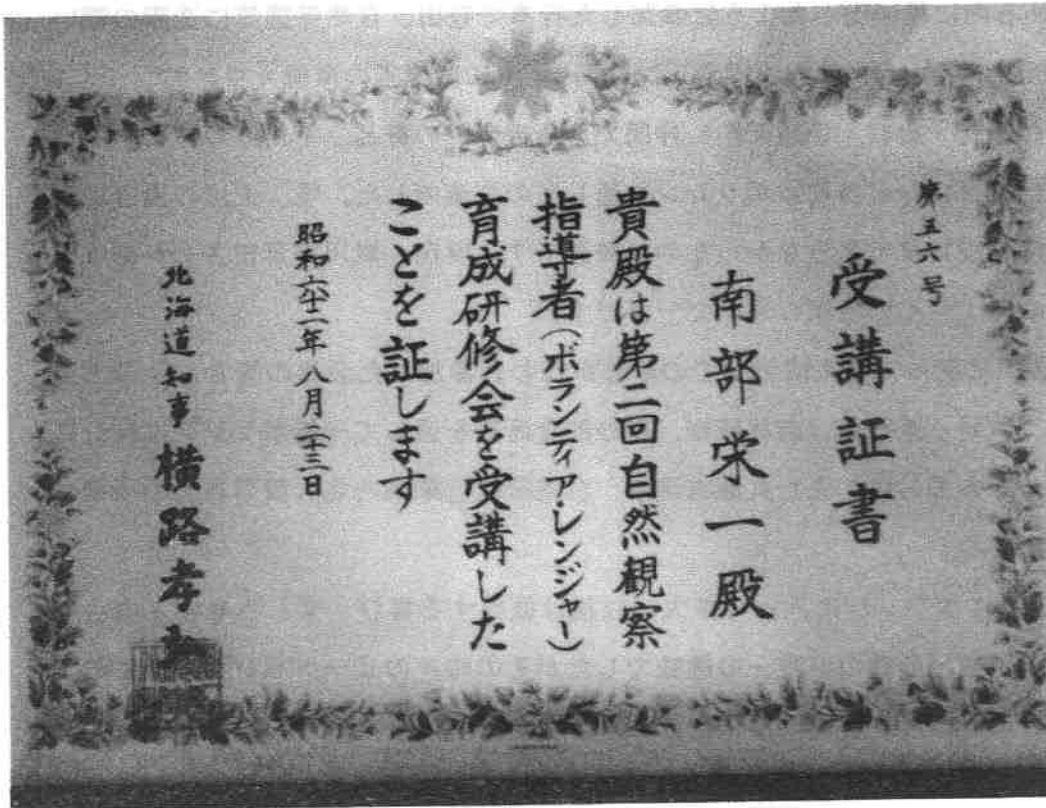 第五六号
受講証書
南部栄一殿
貴殿は第二回自然観察
指導者(ボランティア・レンジャー)
育成研修会を受講した
ことを証します
昭和六十二年八月二十三日
北海道知事 横路孝弘